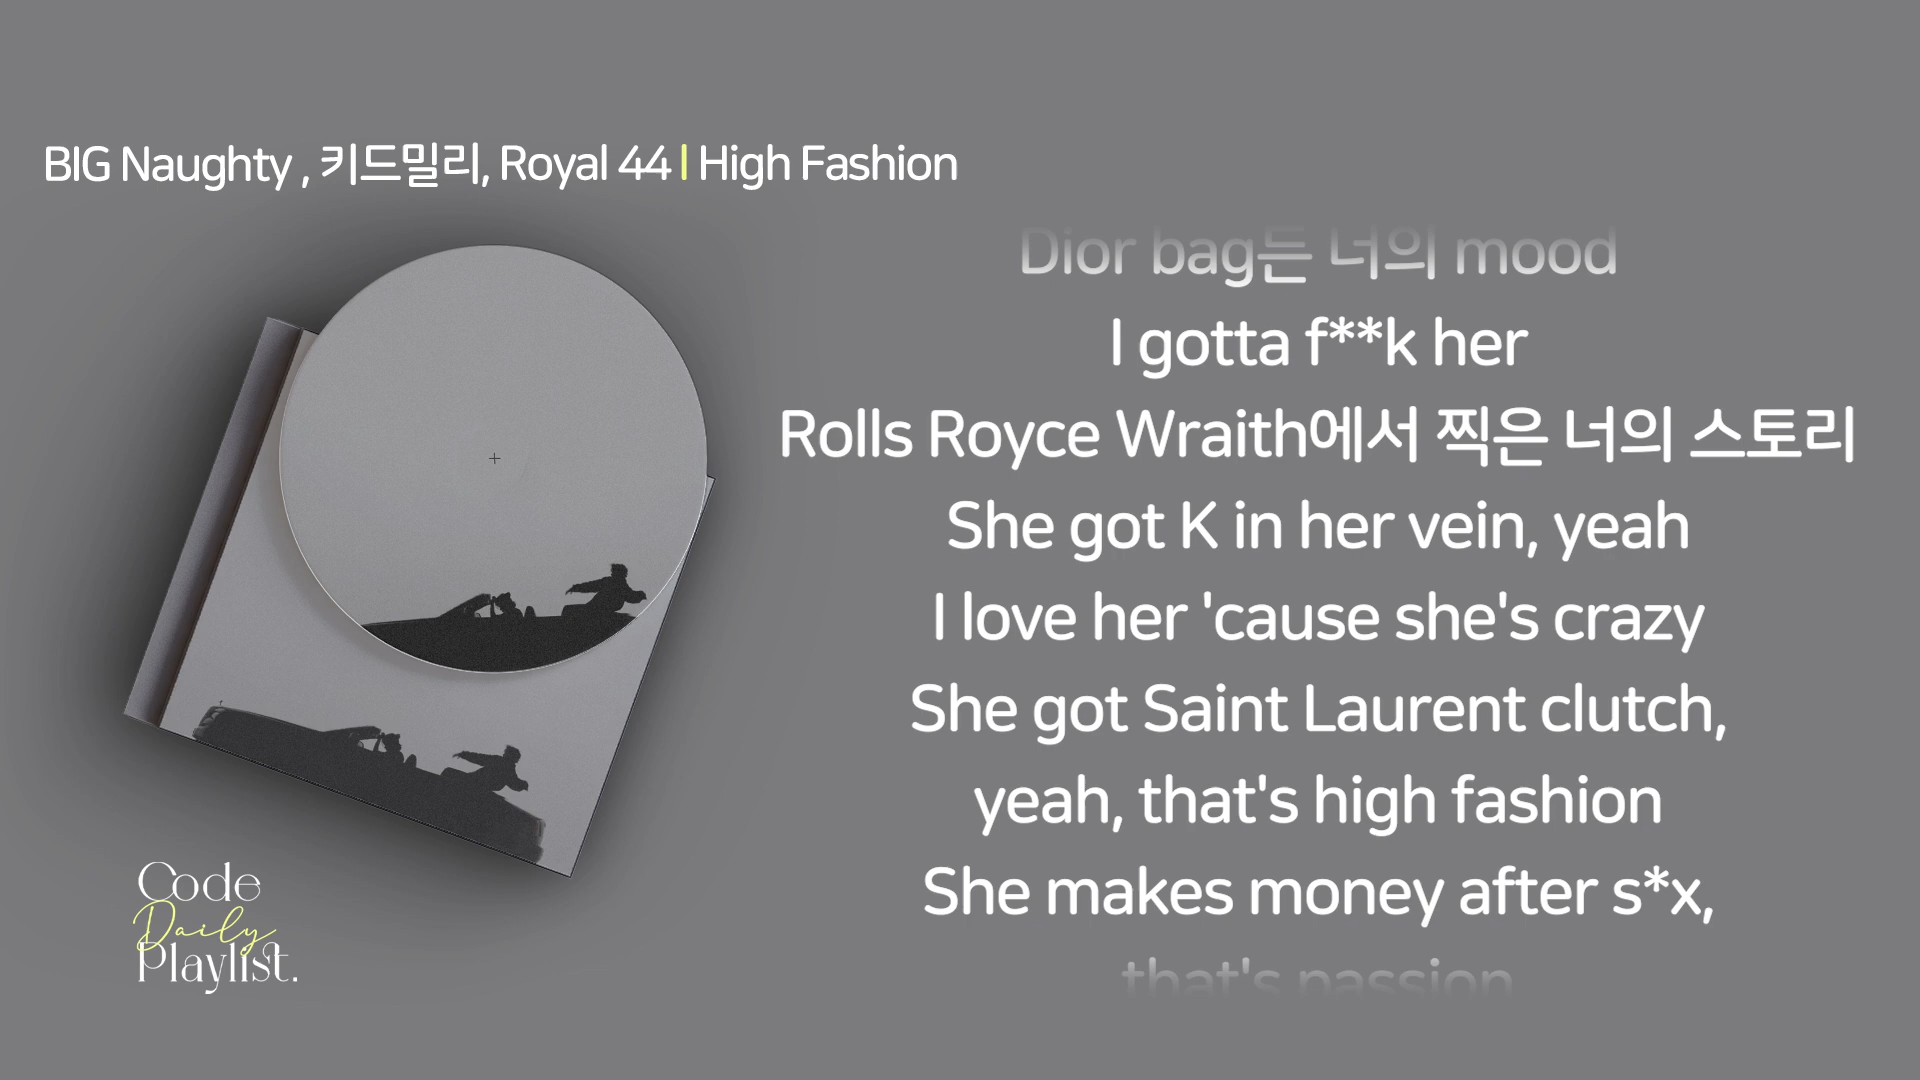 BIG Naughty , 키드밀리, Royal 44 | High Fashion
Dior bag든 너의 mood
I gotta f**k her
Rolls Royce Wraith에서 찍은 너의 스토리
She got K in her vein, yeah
I love her 'cause she's crazy
She got Saint Laurent clutch,
yeah, that's high fashion
She makes money after s*x,
that's passion
Code
Daily
Playlist.